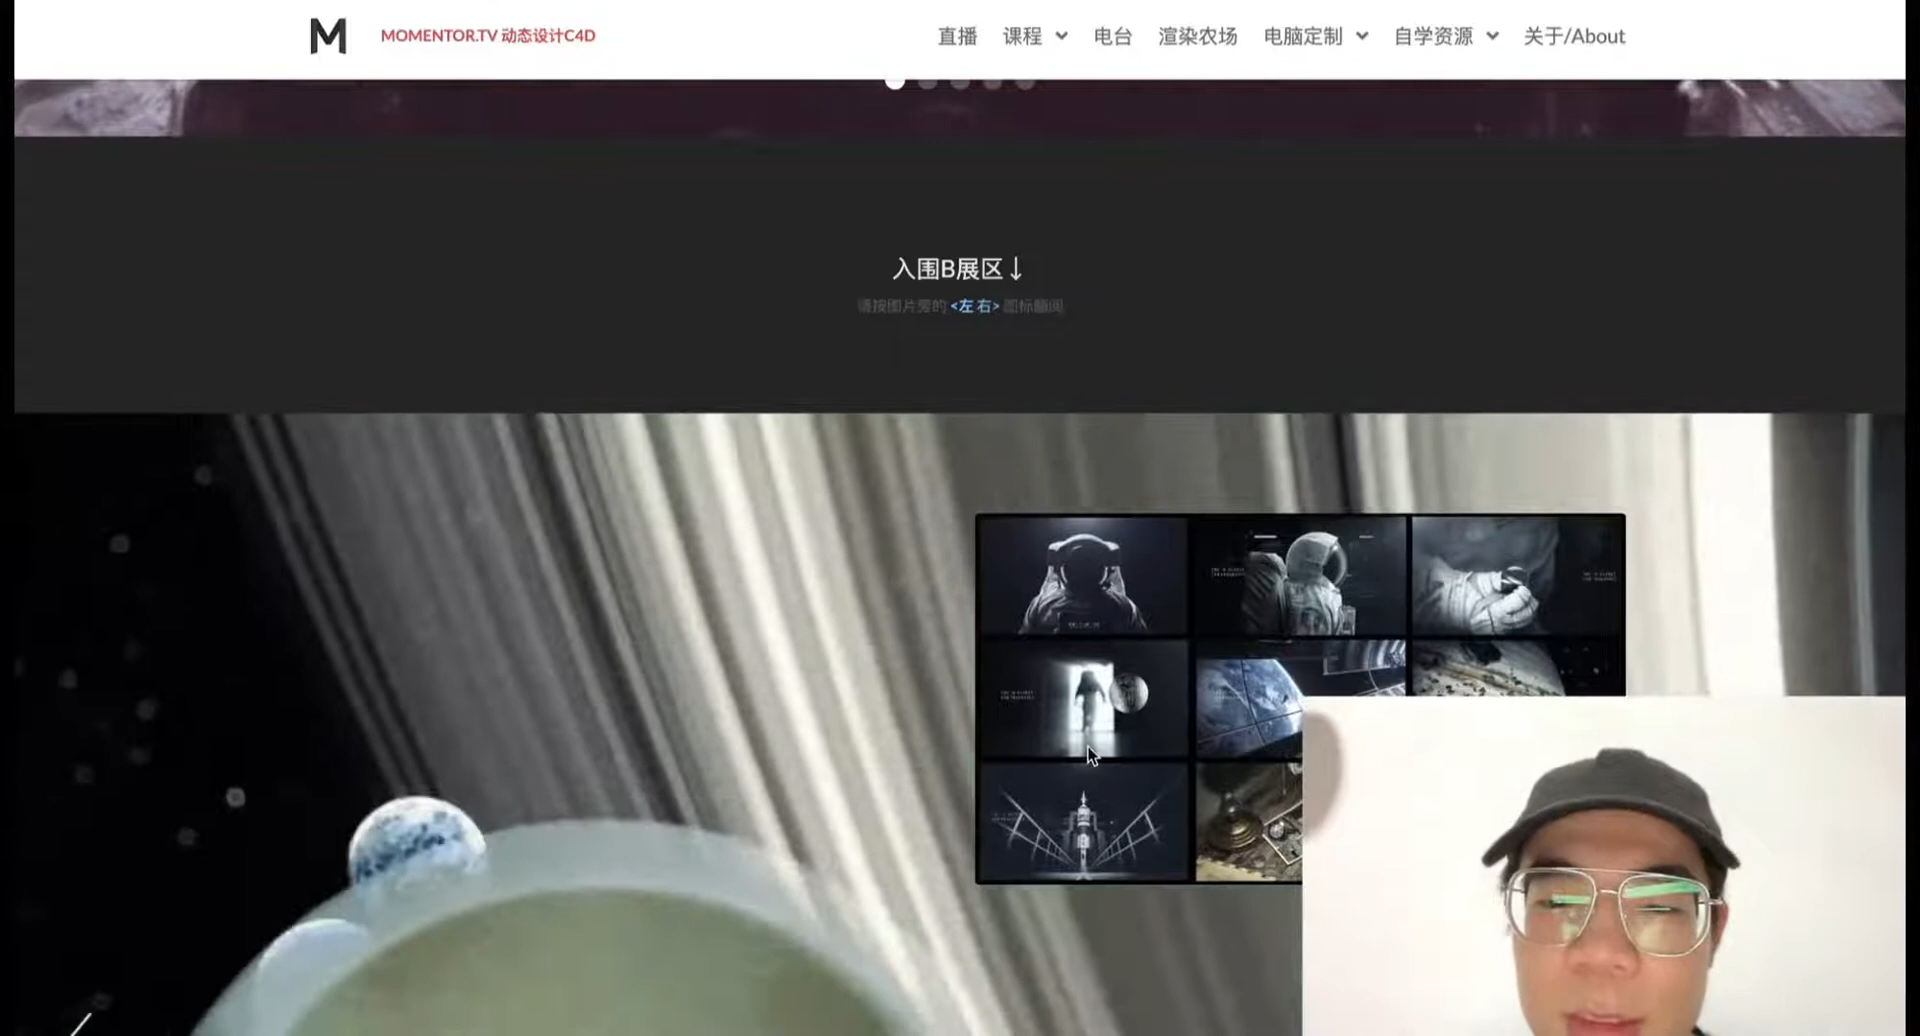 M MOMENTOR.TV 动态设计C4D 直播 课程 电台 渲染农场 电脑定制 自学资源 关于/About
入围B展区↓
请按图片旁的 <左 右> 图标翻阅